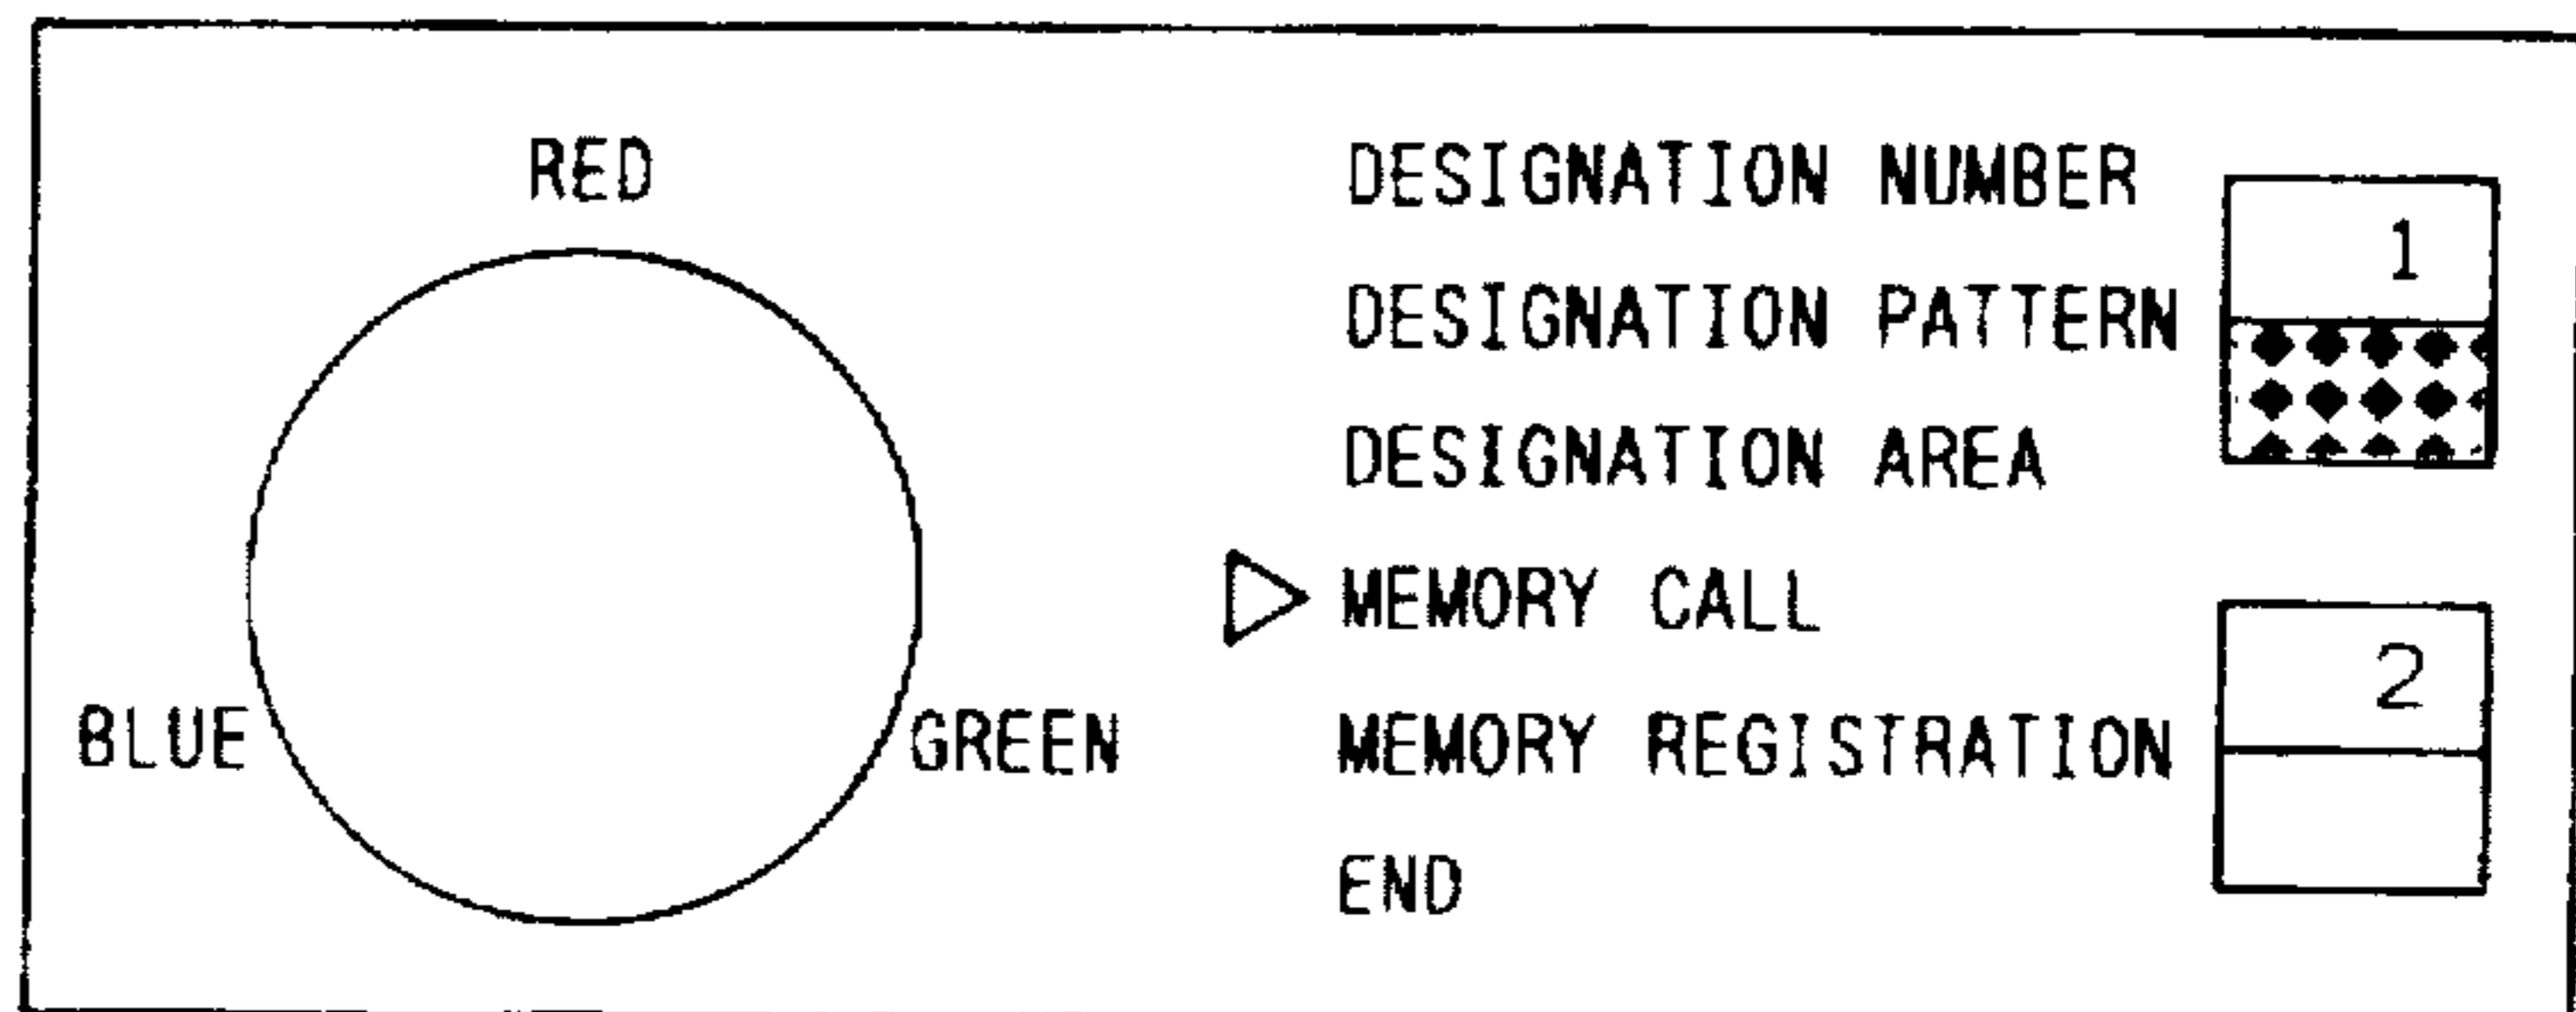 RED
BLUE
GREEN
DESIGNATION NUMBER
DESIGNATION PATTERN
DESIGNATION AREA
MEMORY CALL
MEMORY REGISTRATION
END
1
2